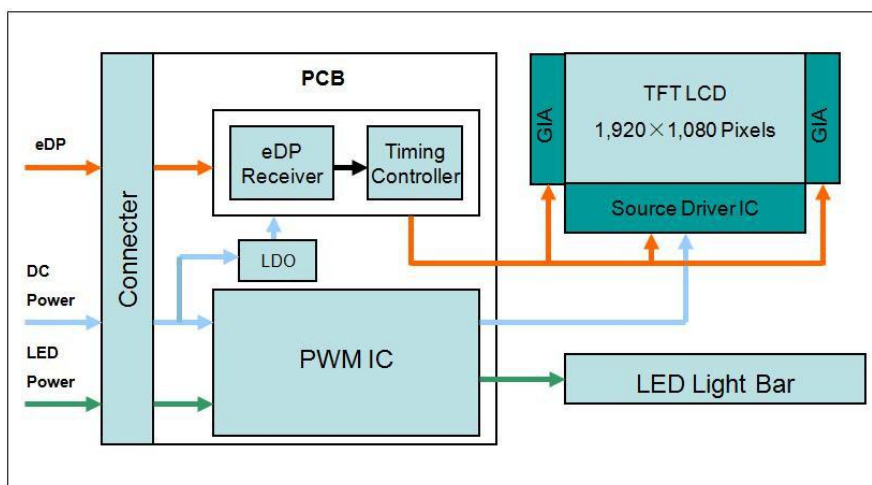 PCB
TFT LCD
1,920×1,080 Pixels
GIA
GIA
eDP
eDP
Receiver
Timing
Controller
Source Driver IC
Connecter
LDO
DC
Power
PWM IC
LED
Power
LED Light Bar